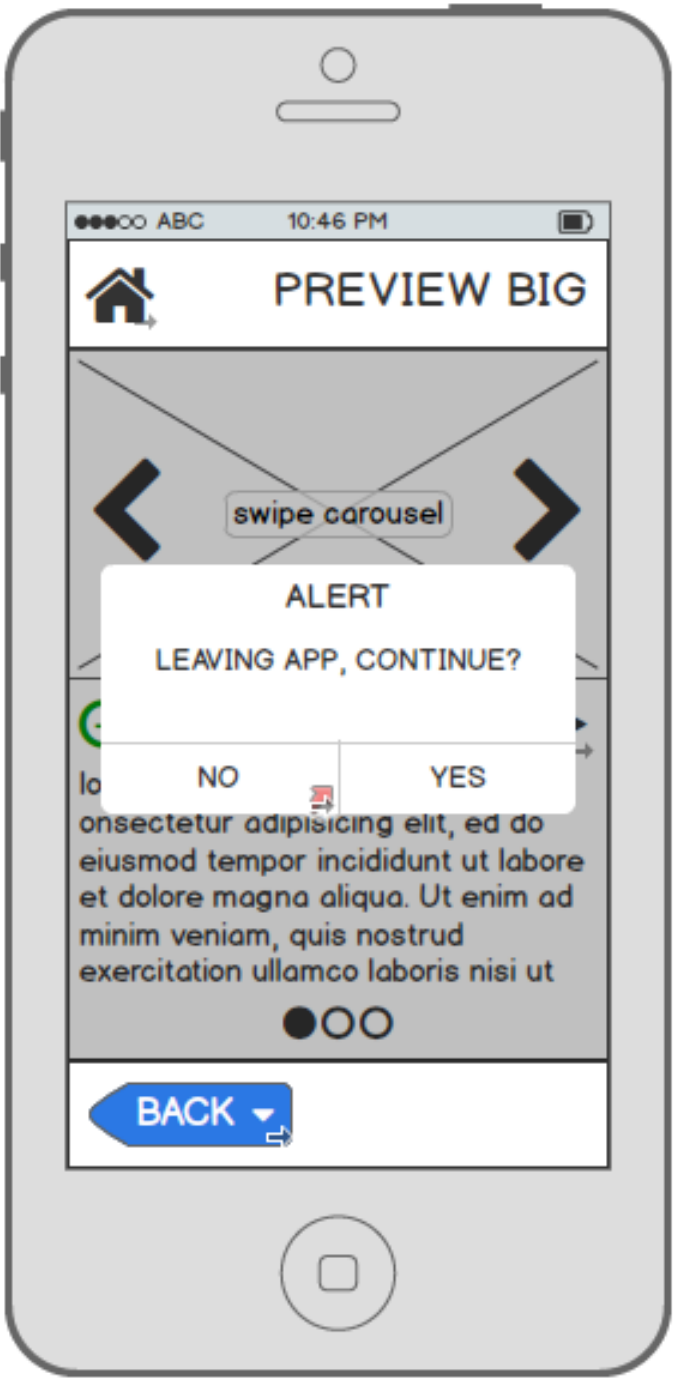 ABC 10:46 PM
PREVIEW BIG
swipe carousel
ALERT
LEAVING APP, CONTINUE?
NO YES
lo
onsectetur adipisicing elit, ed do
eiusmod tempor incididunt ut labore
et dolore magna aliqua. Ut enim ad
minim veniam, quis nostrud
exercitation ullamco laboris nisi ut
BACK